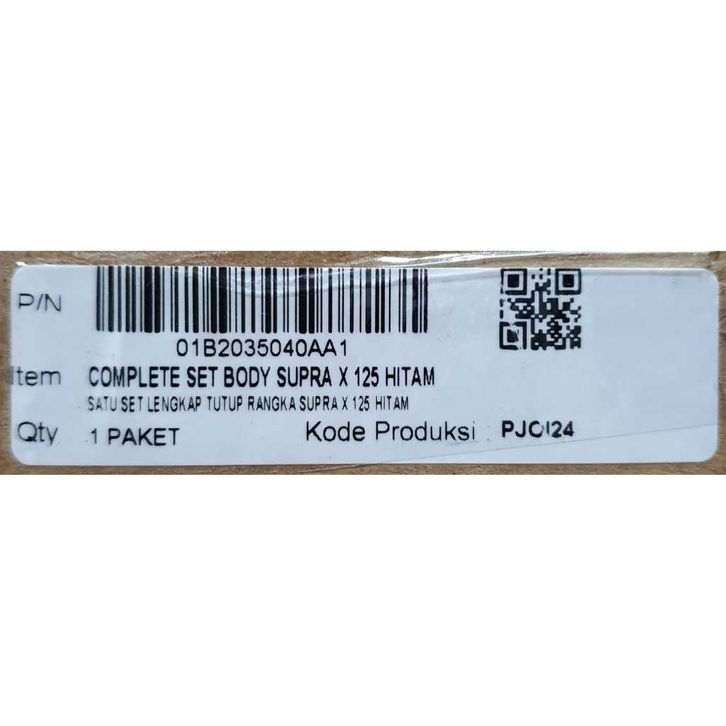 P/N
01B2035040AA1
Item COMPLETE SET BODY SUPRA X 125 HITAM
SATU SET LENGKAP TUTUP RANGKA SUPRA X 125 HITAM
Qty 1 PAKET Kode Produksi :